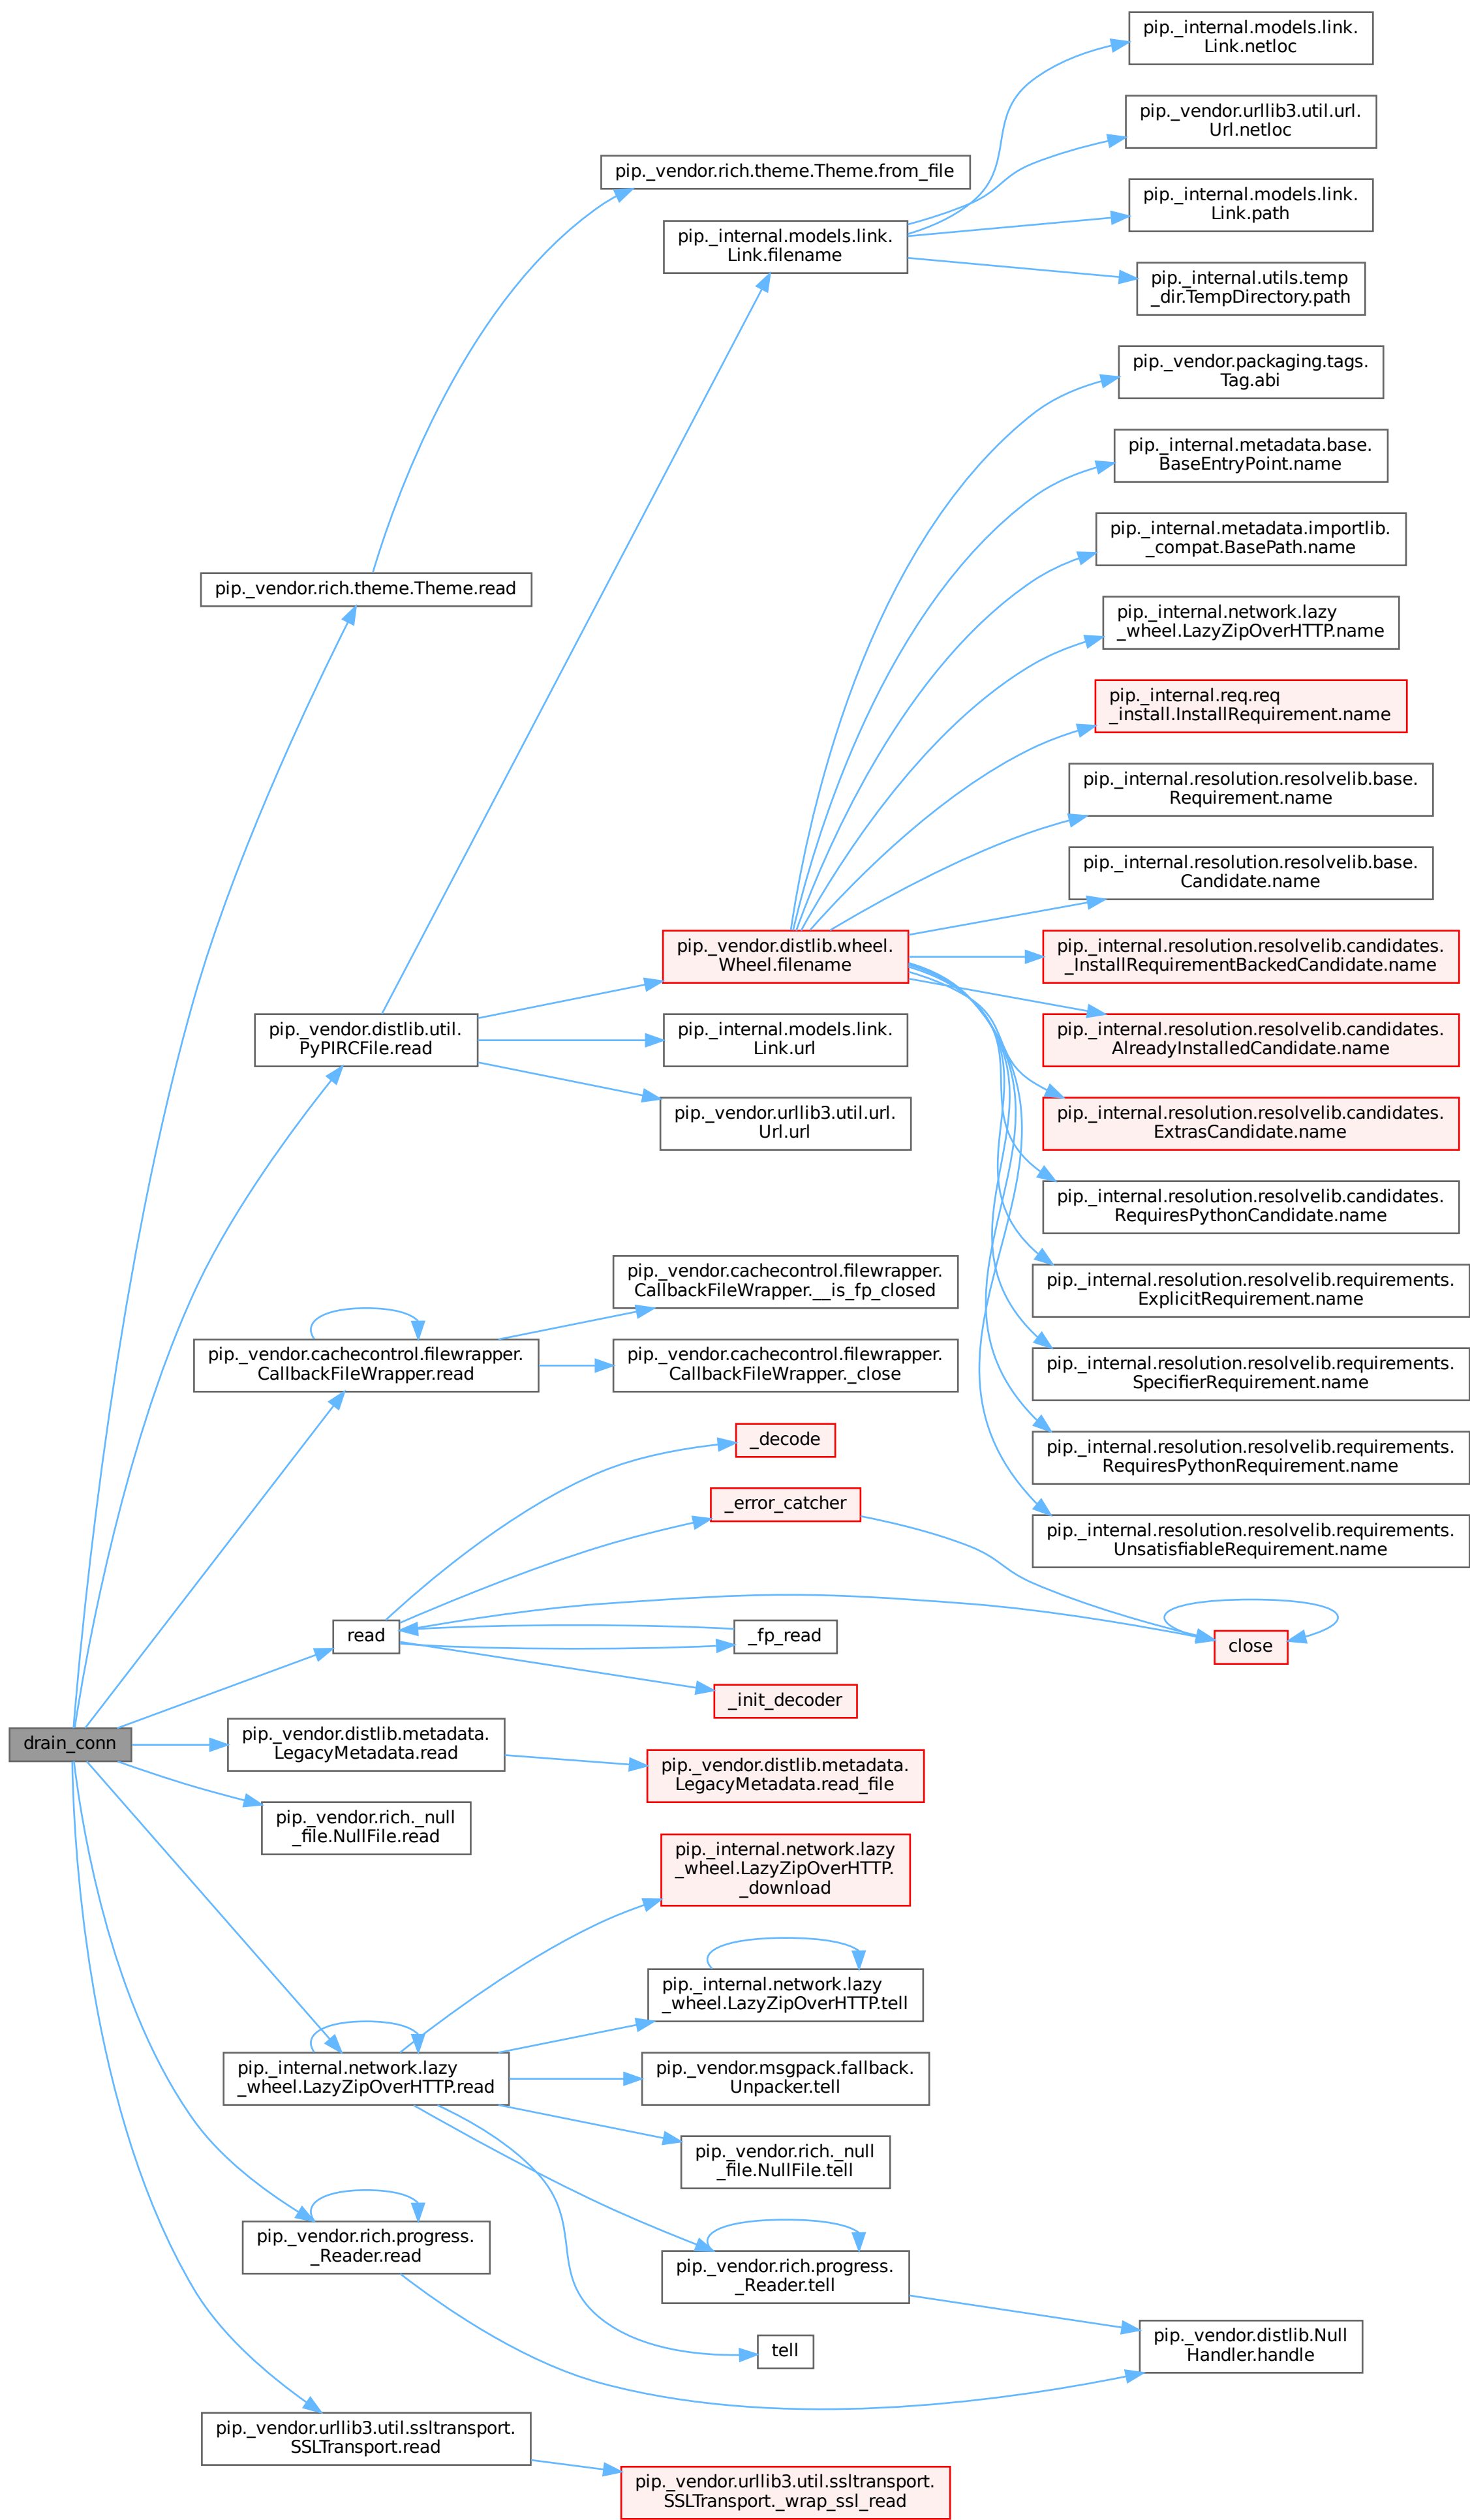 pip._internal.models.link.
Link.netloc
pip._vendor.urllib3.util.url.
Url.netloc
pip._vendor.rich.theme.Theme.from_file
pip._internal.models.link.
Link.path
pip._internal.models.link.
Link.filename
pip._internal.utils.temp
_dir.TempDirectory.path
pip._vendor.packaging.tags.
Tag.abi
pip._internal.metadata.base.
BaseEntryPoint.name
pip._internal.metadata.importlib.
_compat.BasePath.name
pip._vendor.rich.theme.Theme.read
pip._internal.network.lazy
_wheel.LazyZipOverHTTP.name
pip._internal.req.req
_install.InstallRequirement.name
pip._internal.resolution.resolvelib.base.
Requirement.name
pip._internal.resolution.resolvelib.base.
Candidate.name
pip._vendor.distlib.wheel.
Wheel.filename
pip._internal.resolution.resolvelib.candidates.
_InstallRequirementBackedCandidate.name
pip._vendor.distlib.util.
PyPIRCFile.read
pip._internal.models.link.
Link.url
pip._internal.resolution.resolvelib.candidates.
AlreadyInstalledCandidate.name
pip._vendor.urllib3.util.url.
Url.url
pip._internal.resolution.resolvelib.candidates.
ExtrasCandidate.name
pip._internal.resolution.resolvelib.candidates.
RequiresPythonCandidate.name
pip._vendor.cachecontrol.filewrapper.
CallbackFileWrapper.__is_fp_closed
pip._internal.resolution.resolvelib.requirements.
ExplicitRequirement.name
pip._vendor.cachecontrol.filewrapper.
CallbackFileWrapper.read
pip._vendor.cachecontrol.filewrapper.
CallbackFileWrapper._close
pip._internal.resolution.resolvelib.requirements.
SpecifierRequirement.name
_decode
pip._internal.resolution.resolvelib.requirements.
RequiresPythonRequirement.name
_error_catcher
pip._internal.resolution.resolvelib.requirements.
UnsatisfiableRequirement.name
read
_fp_read
close
_init_decoder
drain_conn
pip._vendor.distlib.metadata.
LegacyMetadata.read
pip._vendor.distlib.metadata.
LegacyMetadata.read_file
pip._vendor.rich._null
_file.NullFile.read
pip._internal.network.lazy
_wheel.LazyZipOverHTTP.
_download
pip._internal.network.lazy
_wheel.LazyZipOverHTTP.tell
pip._internal.network.lazy
_wheel.LazyZipOverHTTP.read
pip._vendor.msgpack.fallback.
Unpacker.tell
pip._vendor.rich._null
_file.NullFile.tell
pip._vendor.rich.progress.
_Reader.read
pip._vendor.rich.progress.
_Reader.tell
tell
pip._vendor.distlib.Null
Handler.handle
pip._vendor.urllib3.util.ssltransport.
SSLTransport.read
pip._vendor.urllib3.util.ssltransport.
SSLTransport._wrap_ssl_read